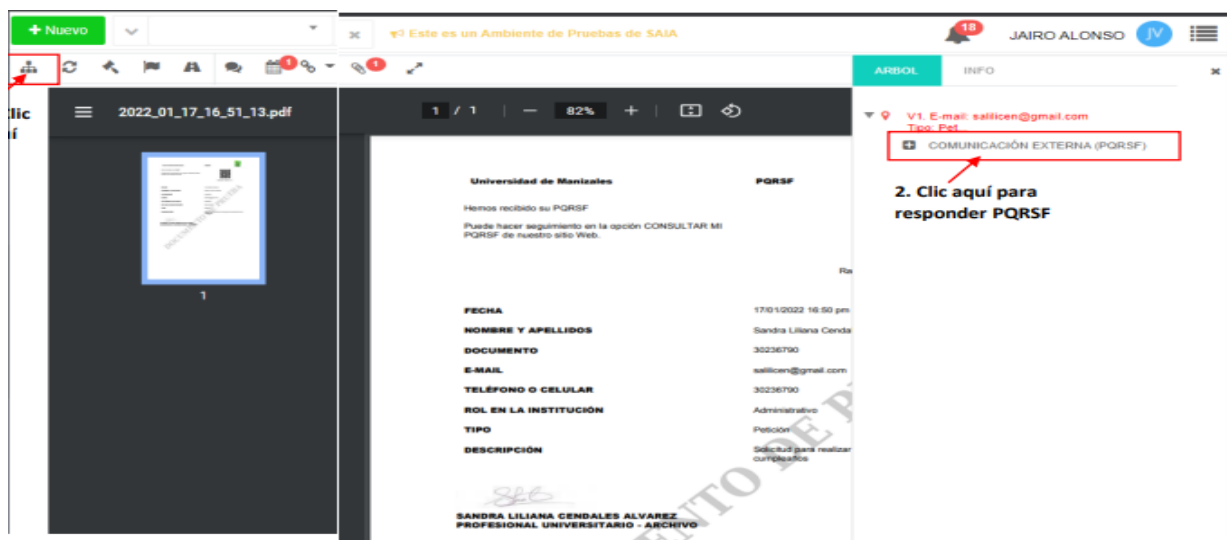 + Nuevo
Este es un Ambiente de Pruebas de SAIA
18
JAIRO ALONSO
JV
1
1
ARBOL
INFO
Clic
2022_01_17_16_51_13.pdf
1 / 1
82%
V1. E-mail: salilicen@gmail.com
Tipo: Pet...
COMUNICACIÓN EXTERNA (PQRSF)
2. Clic aquí para
responder PQRSF
1
Universidad de Manizales
PQRSF
Hemos recibido su PQRSF
Puede hacer seguimiento en la opción CONSULTAR MI
PQRSF de nuestro sitio Web.
Ra
FECHA
17/01/2022 16:50 pm
NOMBRE Y APELLIDOS
Sandra Liliana Cenda
DOCUMENTO
30236790
E-MAIL
salilicen@gmail.com
TELÉFONO O CELULAR
30236790
ROL EN LA INSTITUCIÓN
Administrativo
TIPO
Petición
DESCRIPCIÓN
Solicitud para realizar
cumpleaños
SANDRA LILIANA CENDALES ALVAREZ
PROFESIONAL UNIVERSITARIO - ARCHIVO